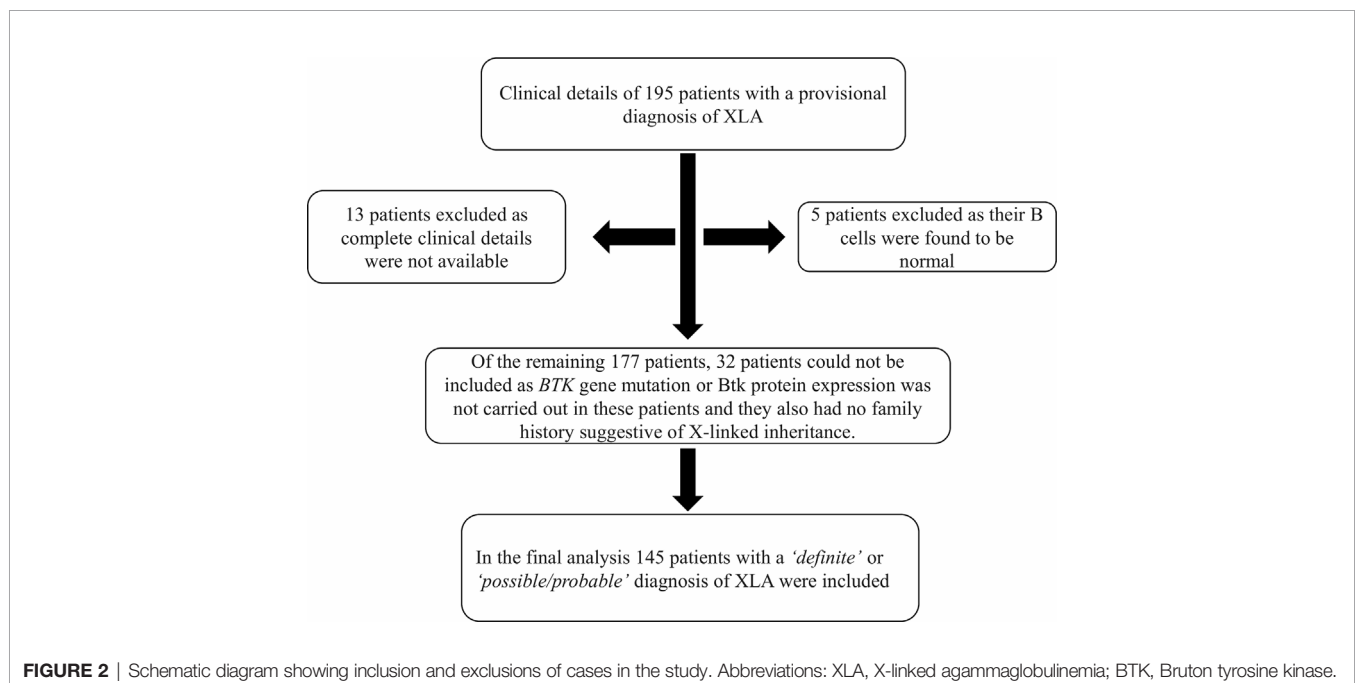 Clinical details of 195 patients with a provisional
diagnosis of XLA
13 patients excluded as
complete clinical details
were not available
5 patients excluded as their B
cells were found to be
normal
Of the remaining 177 patients, 32 patients could not be
included as BTK gene mutation or Btk protein expression was
not carried out in these patients and they also had no family
history suggestive of X-linked inheritance.
In the final analysis 145 patients with a ‘definite’ or
‘possible/probable’ diagnosis of XLA were included
FIGURE 2 | Schematic diagram showing inclusion and exclusions of cases in the study. Abbreviations: XLA, X-linked agammaglobulinemia; BTK, Bruton tyrosine kinase.